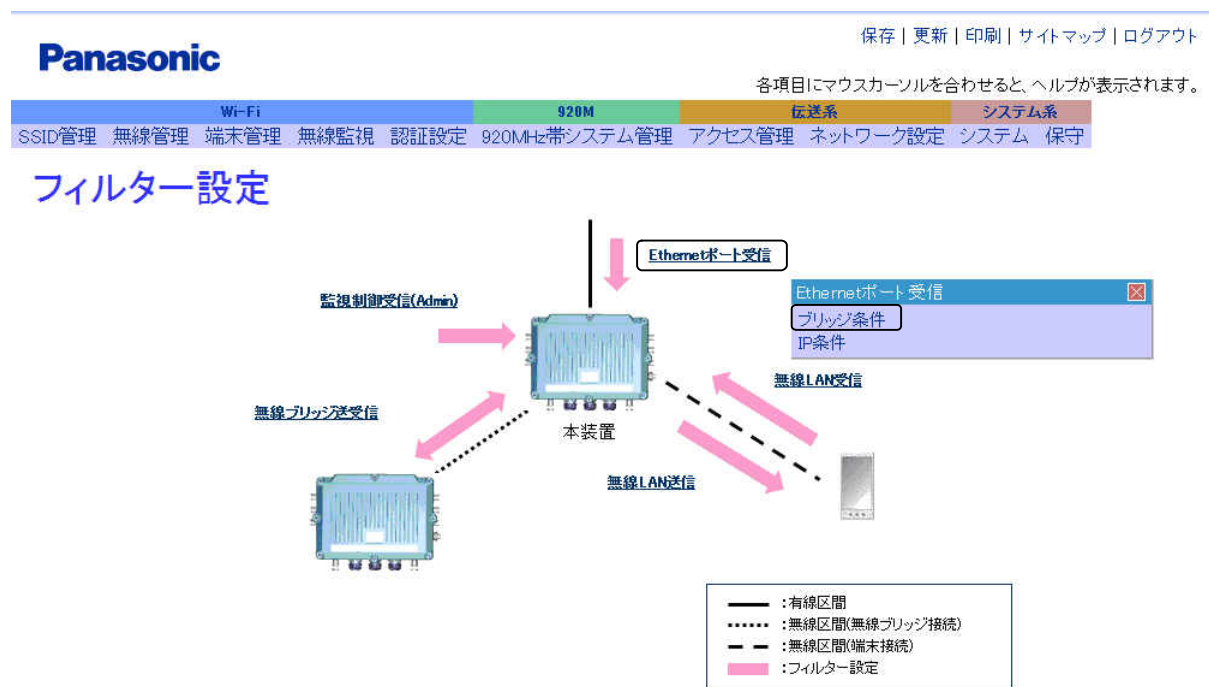 保存 | 更新 | 印刷 | サイトマップ | ログアウト
Panasonic
各項目にマウスカーソルを合わせると、ヘルプが表示されます。
Wi-Fi 920M 伝送系 システム系
SSID管理 無線管理 端末管理 無線監視 認証設定 920MHz帯システム管理 アクセス管理 ネットワーク設定 システム 保守
フィルター設定
Ethernetポート受信
監視制御受信(Admin)
Ethernetポート受信
ブリッジ条件
IP条件
無線LAN受信
無線ブリッジ送受信
本装置
無線LAN送信
:有線区間
:無線区間(無線ブリッジ接続)
:無線区間(端末接続)
:フィルター設定